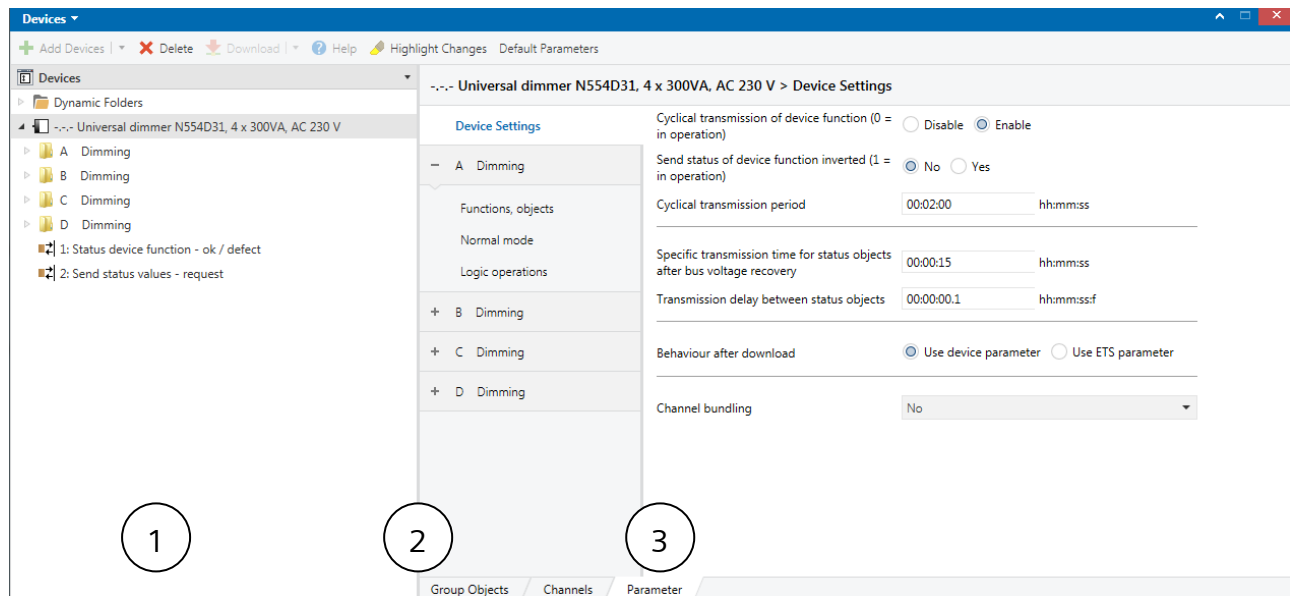 Devices
Add Devices Delete Download Help Highlight Changes Default Parameters
Devices
Dynamic Folders
-.-.- Universal dimmer N554D31, 4 x 300VA, AC 230 V
A Dimming
B Dimming
C Dimming
D Dimming
1: Status device function - ok / defect
2: Send status values - request
-.-.- Universal dimmer N554D31, 4 x 300VA, AC 230 V > Device Settings
Device Settings
− A Dimming
Functions, objects
Normal mode
Logic operations
+ B Dimming
+ C Dimming
+ D Dimming
Cyclical transmission of device function (0 =
in operation)
Disable Enable
Send status of device function inverted (1 =
in operation)
No Yes
Cyclical transmission period 00:02:00 hh:mm:ss
Specific transmission time for status objects
after bus voltage recovery
00:00:15 hh:mm:ss
Transmission delay between status objects 00:00:00.1 hh:mm:ss:f
Behaviour after download Use device parameter Use ETS parameter
Channel bundling No
1
2
3
Group Objects Channels Parameter